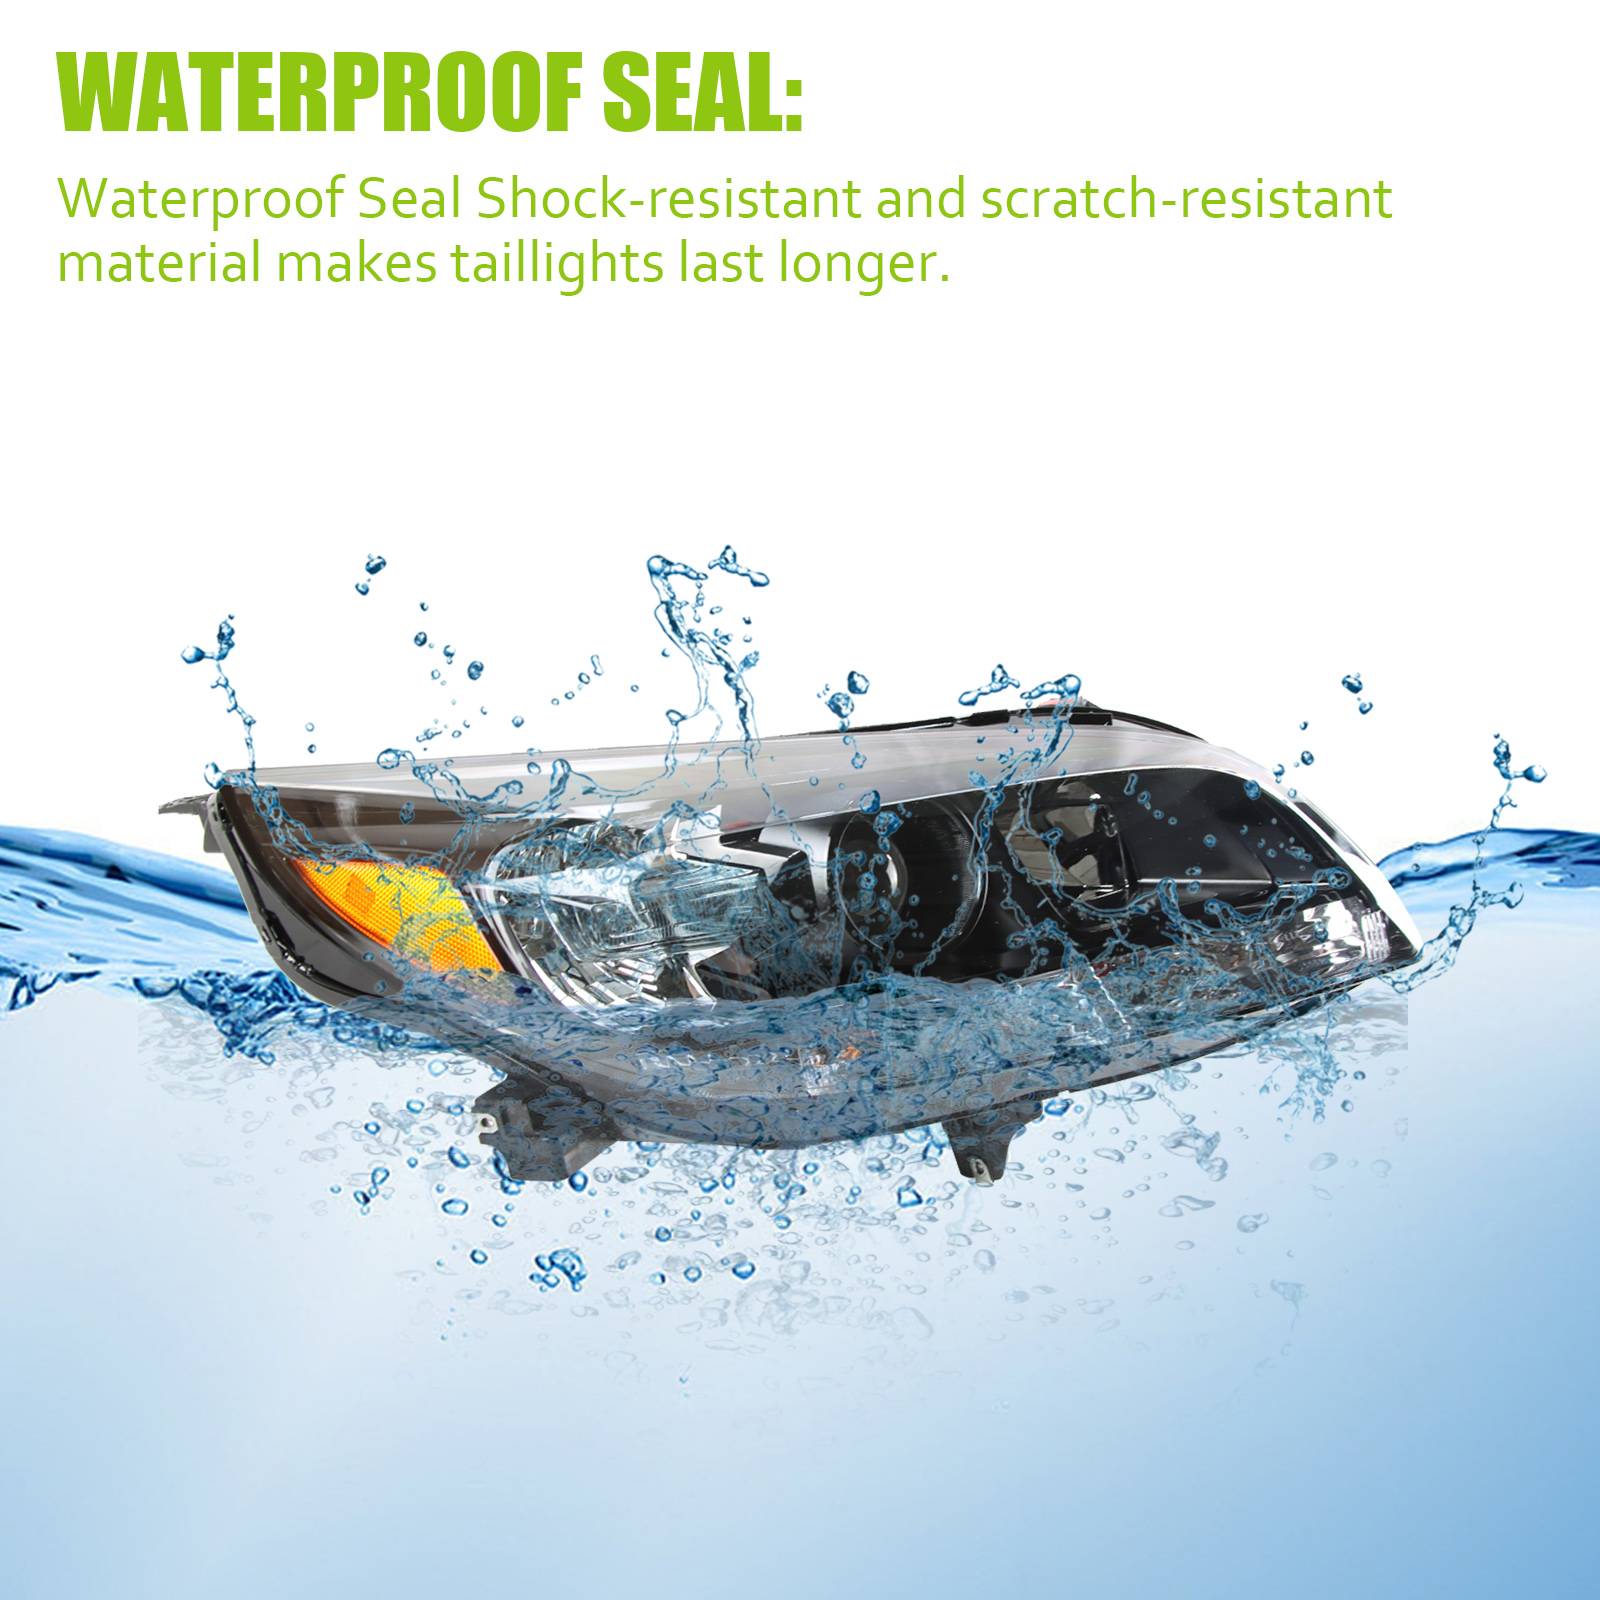 WATERPROOF SEAL:
Waterproof Seal Shock-resistant and scratch-resistant
material makes taillights last longer.